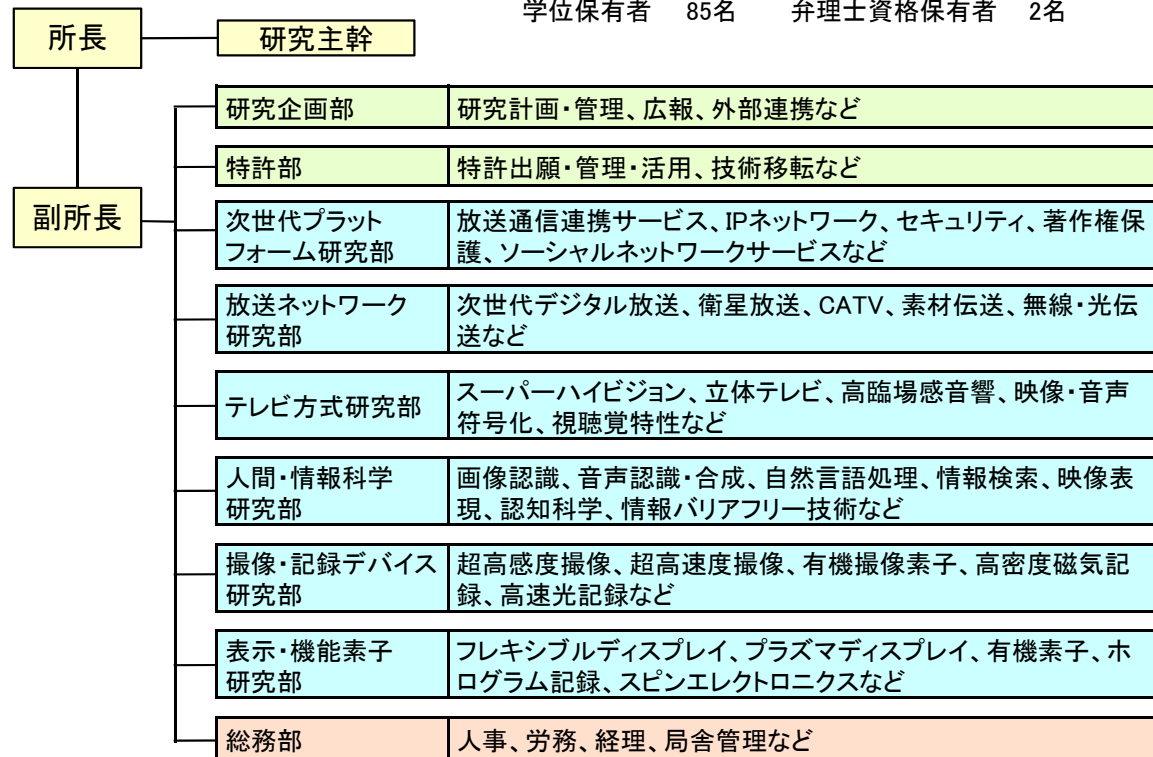 学位保有者 85名 弁理士資格保有者 2名
所長
研究主幹
研究企画部
研究計画・管理、広報、外部連携など
特許部
特許出願・管理・活用、技術移転など
副所長
次世代プラット
フォーム研究部
放送通信連携サービス、IPネットワーク、セキュリティ、著作権保
護、ソーシャルネットワークサービスなど
放送ネットワーク
研究部
次世代デジタル放送、衛星放送、CATV、素材伝送、無線・光伝
送など
テレビ方式研究部
スーパーハイビジョン、立体テレビ、高臨場感音響、映像・音声
符号化、視聴覚特性など
人間・情報科学
研究部
画像認識、音声認識・合成、自然言語処理、情報検索、映像表
現、認知科学、情報バリアフリー技術など
撮像・記録デバイス
研究部
超高感度撮像、超高速度撮像、有機撮像素子、高密度磁気記
録、高速光記録など
表示・機能素子
研究部
フレキシブルディスプレイ、プラズマディスプレイ、有機素子、ホ
ログラム記録、スピンエレクトロニクスなど
総務部
人事、労務、経理、局舎管理など